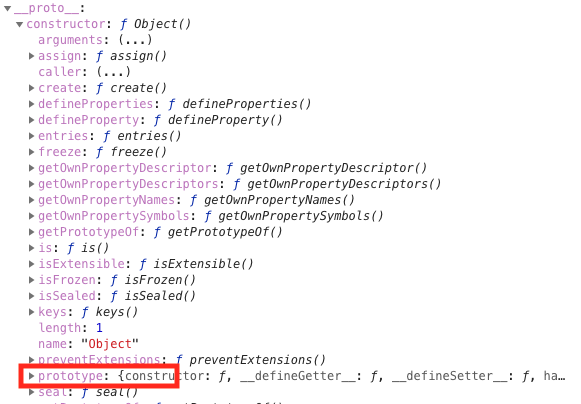 __proto__:
constructor: ƒ Object()
arguments: (...)
assign: ƒ assign()
caller: (...)
create: ƒ create()
defineProperties: ƒ defineProperties()
defineProperty: ƒ defineProperty()
entries: ƒ entries()
freeze: ƒ freeze()
getOwnPropertyDescriptor: ƒ getOwnPropertyDescriptor()
getOwnPropertyDescriptors: ƒ getOwnPropertyDescriptors()
getOwnPropertyNames: ƒ getOwnPropertyNames()
getOwnPropertySymbols: ƒ getOwnPropertySymbols()
getPrototypeOf: ƒ getPrototypeOf()
is: ƒ is()
isExtensible: ƒ isExtensible()
isFrozen: ƒ isFrozen()
isSealed: ƒ isSealed()
keys: ƒ keys()
length: 1
name: "Object"
preventExtensions: ƒ preventExtensions()
prototype: {constructor: ƒ, __defineGetter__: ƒ, __defineSetter__: ƒ, ha
seal: ƒ seal()